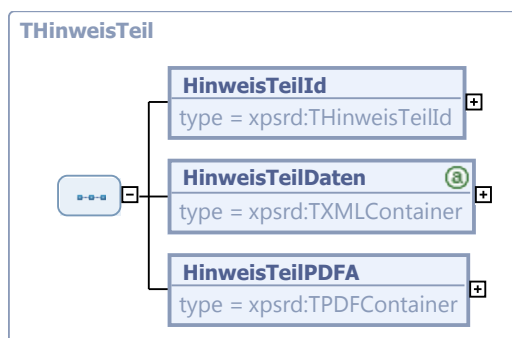 THinweisTeil
HinweisTeilId
type = xpsrd:THinweisTeilId
HinweisTeilDaten
a
type = xpsrd:TXMLContainer
HinweisTeilPDFA
type = xpsrd:TPDFContainer